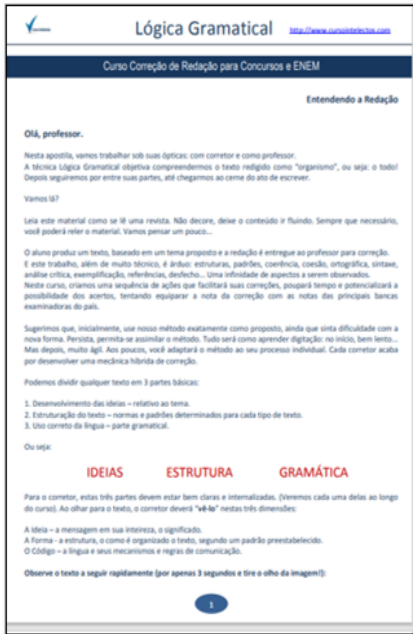 Lógica Gramatical
http://www.cursointelectos.com
Curso Correção de Redação para Concursos e ENEM
Entendendo a Redação
Olá, professor.
Nesta apostila, vamos trabalhar sob suas ópticas: com corretor e como professor.
A técnica Lógica Gramatical objetiva compreendermos o texto redigido como "organismo", ou seja: o todo!
Depois seguiremos por entre suas partes, até chegarmos ao cerne do ato de escrever.
Vamos lá?
Leia este material como se lê uma revista. Não decore, deixe o conteúdo ir fluindo. Sempre que necessário,
você poderá reler o material. Vamos pensar um pouco...
O aluno produz um texto, baseado em um tema proposto e a redação é entregue ao professor para correção.
E este trabalho, além de muito técnico, é árduo: estruturas, padrões, coerência, coesão, ortográfica, sintaxe,
análise crítica, exemplificação, referências, desfecho... Uma infinidade de aspectos a serem observados.
Neste curso, criamos uma sequência de ações que facilitará suas correções, poupará tempo e potencializará a
possibilidade dos acertos, tentando equiparar a nota da correção com as notas das principais bancas
examinadoras do país.
Sugerimos que, inicialmente, use nosso método exatamente como proposto, ainda que sinta dificuldade com a
nova forma. Persista, permita-se assimilar o método. Tudo será como aprender digitação: no início, bem lento...
Mas depois, muito ágil. Aos poucos, você adaptará o método ao seu processo individual. Cada corretor acaba
por desenvolver uma mecânica híbrida de correção.
Podemos dividir qualquer texto em 3 partes básicas:
1. Desenvolvimento das ideias – relativo ao tema.
2. Estruturação do texto – normas e padrões determinados para cada tipo de texto.
3. Uso correto da língua – parte gramatical.
Ou seja:
IDEIAS ESTRUTURA GRAMÁTICA
Para o corretor, estas três partes devem estar bem claras e internalizadas. (Veremos cada uma delas ao longo
do curso). Ao olhar para o texto, o corretor deverá "vê-lo" nestas três dimensões:
A Ideia – a mensagem em sua inteireza, o significado.
A Forma - a estrutura, o como é organizado o texto, segundo um padrão preestabelecido.
O Código – a língua e seus mecanismos e regras de comunicação.
Observe o texto a seguir rapidamente (por apenas 3 segundos e tire o olho da imagem!):
1